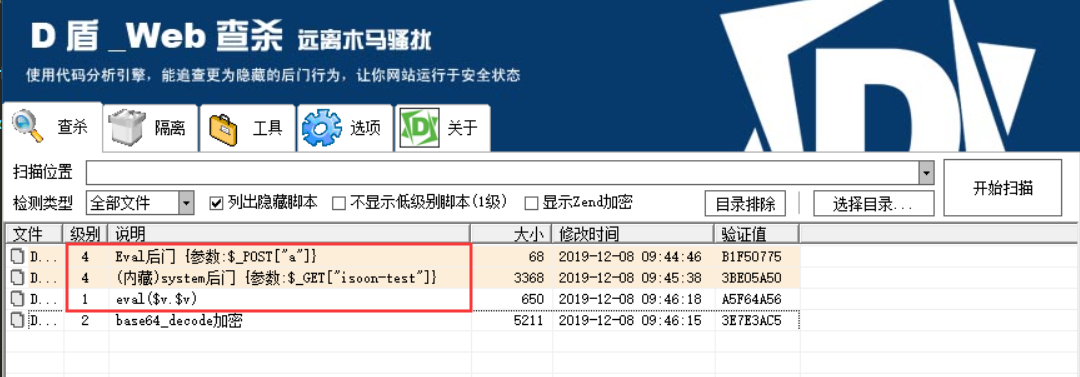 D盾_Web查杀 远离木马骚扰
使用代码分析引擎,能追查更为隐藏的后门行为,让你网站运行于安全状态
查杀 隔离 工具 选项 D 关于
扫描位置 开始扫描
检测类型 全部文件 列出隐藏脚本 不显示低级别脚本(1级) 显示Zend加密 目录排除 选择目录...
文件 级别 说明 大小 修改时间 验证值
D... 4 Eval后门 {参数:$_POST["a"]} 68 2019-12-08 09:44:46 B1F50775
D... 4 (内藏)system后门 {参数:$_GET["isoon-test"]} 3368 2019-12-08 09:45:38 3BE05A50
D... 1 eval($v.$v) 650 2019-12-08 09:46:18 A5F64A56
D... 2 base64_decode加密 5211 2019-12-08 09:46:15 3E7E3AC5